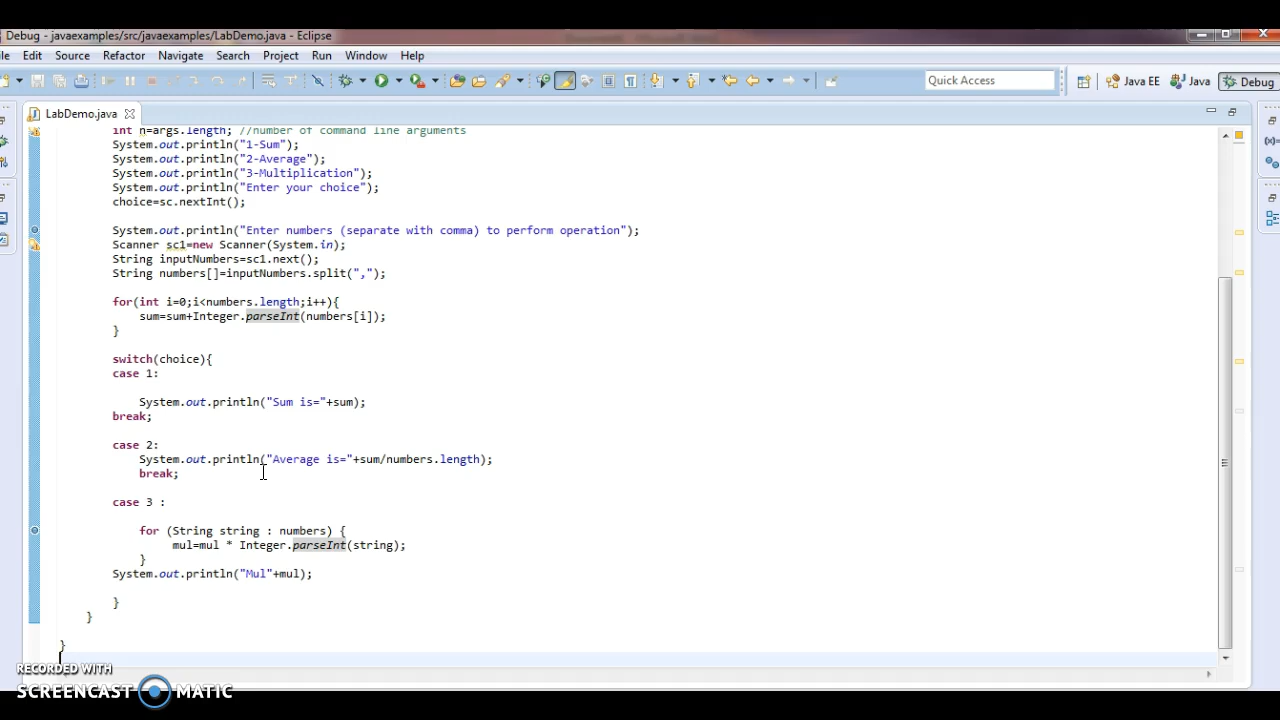 Debug - javaexamples/src/javaexamples/LabDemo.java - Eclipse
ile Edit Source Refactor Navigate Search Project Run Window Help
Quick Access Java EE Java Debug
LabDemo.java
int n=args.length; //number of command line arguments
System.out.println("1-Sum");
System.out.println("2-Average");
System.out.println("3-Multiplication");
System.out.println("Enter your choice");
choice=sc.nextInt();
System.out.println("Enter numbers (separate with comma) to perform operation");
Scanner sc1=new Scanner(System.in);
String inputNumbers=sc1.next();
String numbers[]=inputNumbers.split(",");
for(int i=0;i<numbers.length;i++){
sum=sum+Integer.parseInt(numbers[i]);
}
switch(choice){
case 1:
System.out.println("Sum is="+sum);
break;
case 2:
System.out.println("Average is="+sum/numbers.length);
break;
case 3 :
for (String string : numbers) {
mul=mul * Integer.parseInt(string);
}
System.out.println("Mul"+mul);
}
}
}
RECORDED WITH
SCREENCAST MATIC